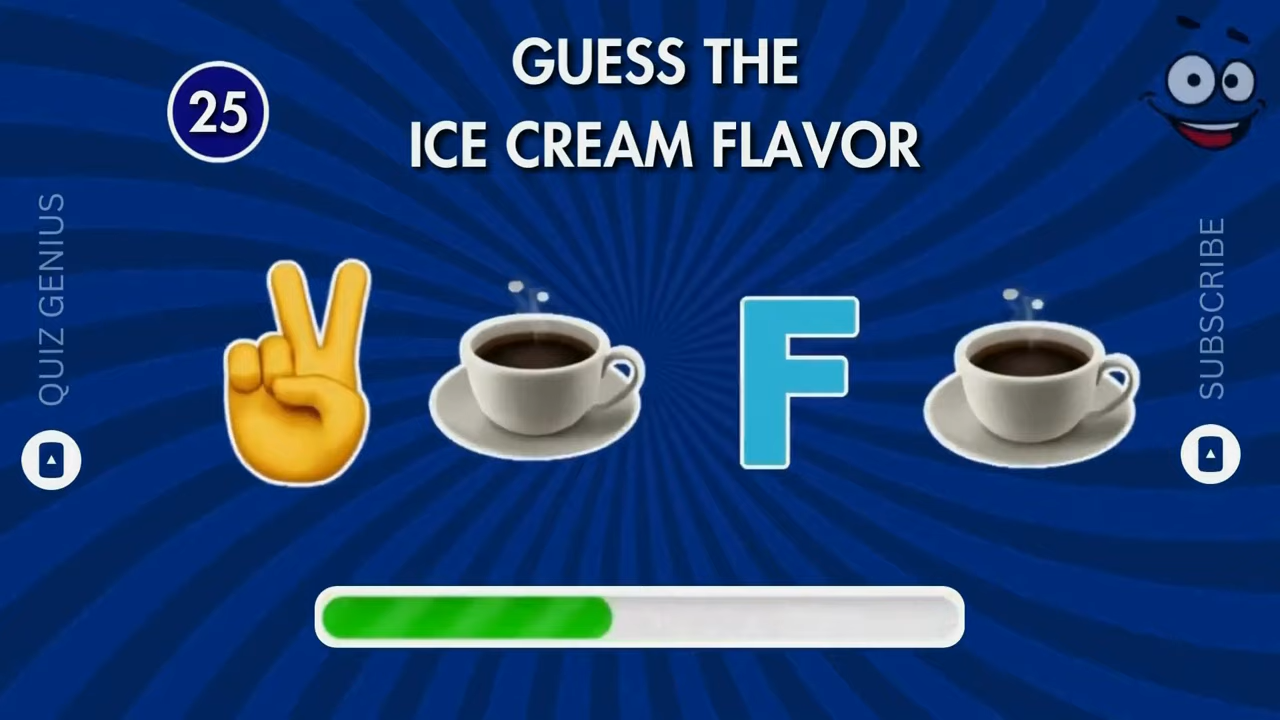 GUESS THE
25
ICE CREAM FLAVOR
QUIZ GENIUS
SUBSCRIBE
F